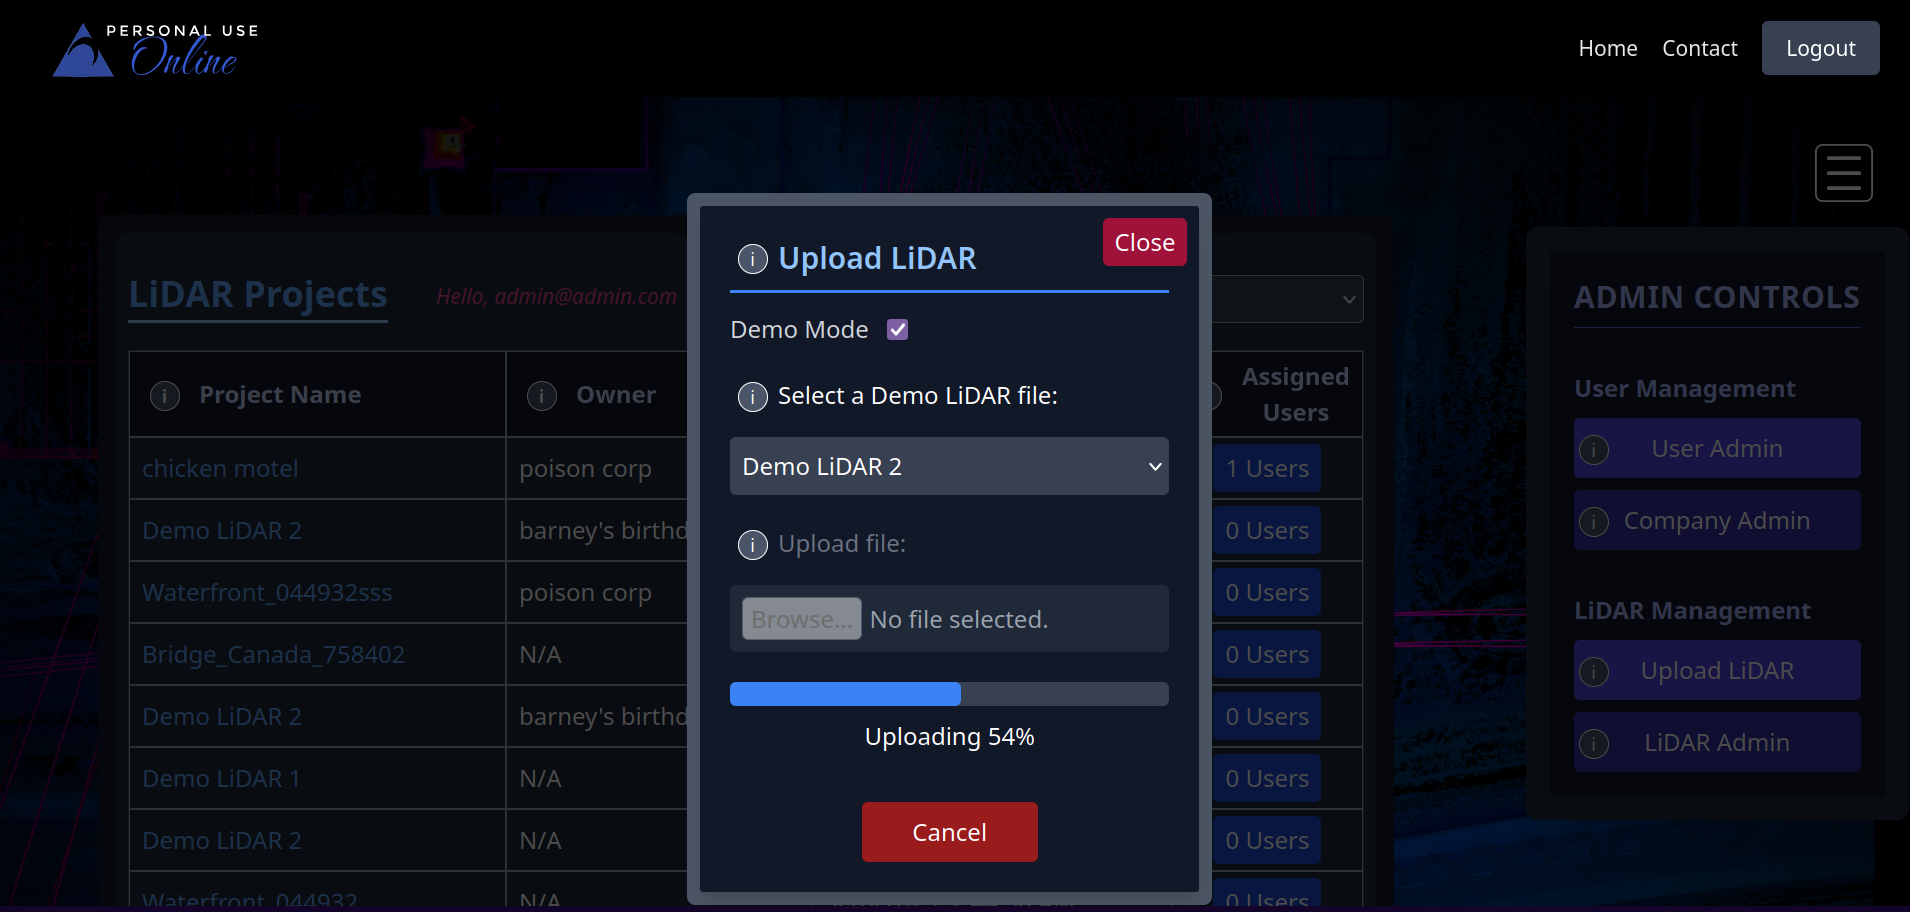 PERSONAL USE
Online
Home Contact Logout
Upload LiDAR
Close
Demo Mode
Select a Demo LiDAR file:
Demo LiDAR 2
Upload file:
Browse... No file selected.
Uploading 54%
Cancel
LiDAR Projects Hello, admin@admin.com
Project Name Owner Assigned
Users
chicken motel poison corp 1 Users
Demo LiDAR 2 barney's birthd 0 Users
Waterfront_044932sss poison corp 0 Users
Bridge_Canada_758402 N/A 0 Users
Demo LiDAR 2 barney's birthd 0 Users
Demo LiDAR 1 N/A 0 Users
Demo LiDAR 2 N/A 0 Users
Waterfront_044932 N/A 0 Users
ADMIN CONTROLS
User Management
User Admin
Company Admin
LiDAR Management
Upload LiDAR
LiDAR Admin